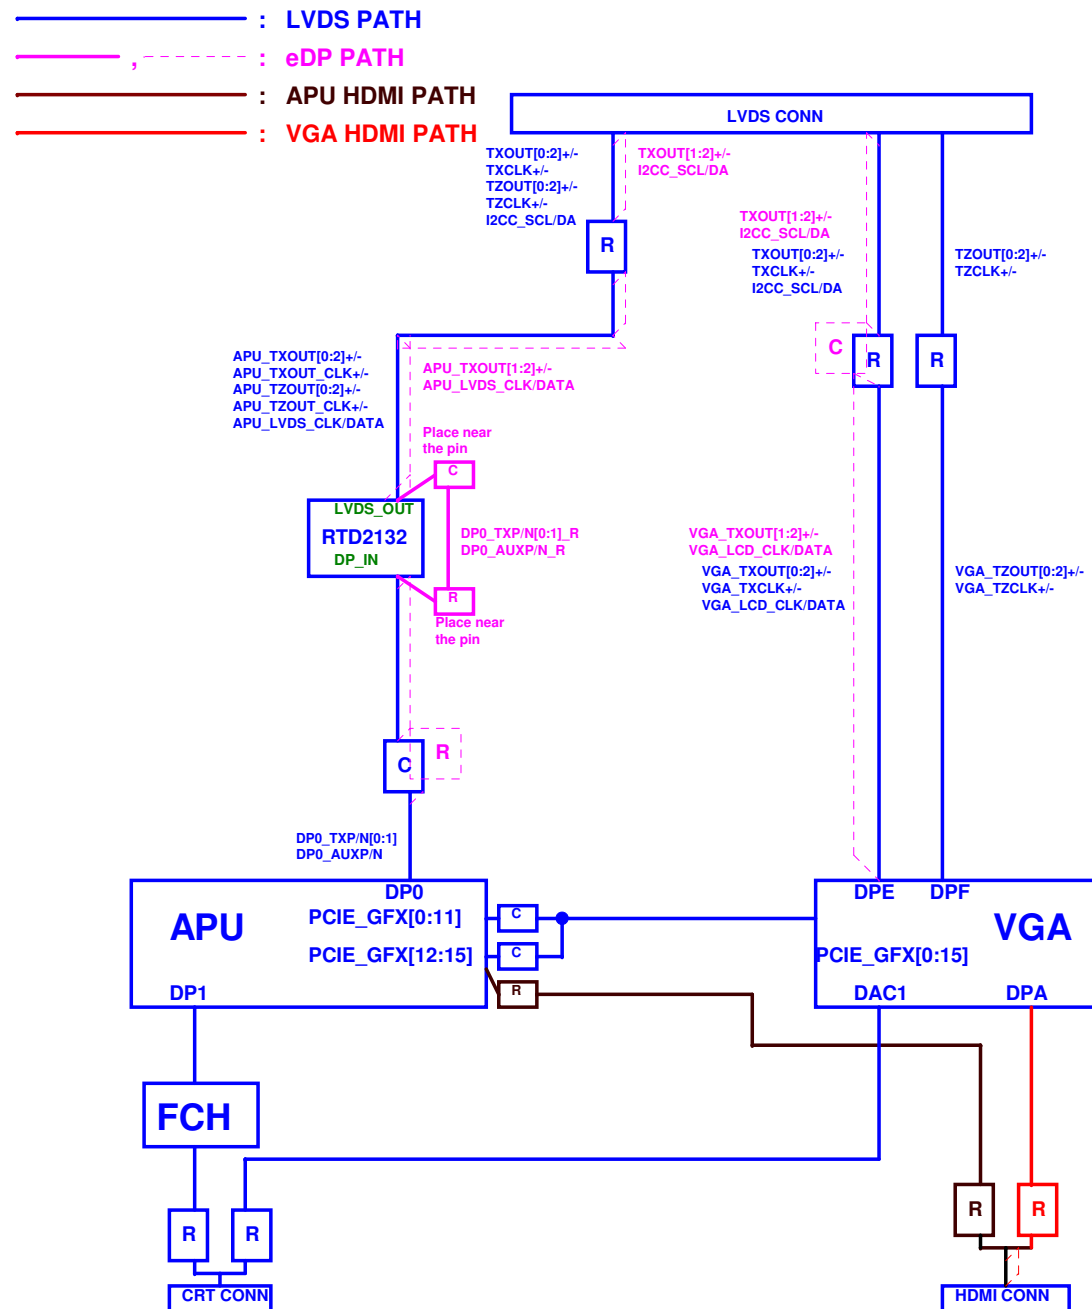 : LVDS PATH
, : eDP PATH
: APU HDMI PATH
: VGA HDMI PATH
LVDS CONN
TXOUT[0:2]+/-
TXCLK+/-
TZOUT[0:2]+/-
TZCLK+/-
I2CC_SCL/DA
TXOUT[1:2]+/-
I2CC_SCL/DA
R
TXOUT[1:2]+/-
I2CC_SCL/DA
TXOUT[0:2]+/-
TXCLK+/-
I2CC_SCL/DA
TZOUT[0:2]+/-
TZCLK+/-
C
R
R
APU_TXOUT[0:2]+/-
APU_TXOUT_CLK+/-
APU_TZOUT[0:2]+/-
APU_TZOUT_CLK+/-
APU_LVDS_CLK/DATA
APU_TXOUT[1:2]+/-
APU_LVDS_CLK/DATA
Place near
the pin
C
LVDS_OUT
RTD2132
DP_IN
DP0_TXP/N[0:1]_R
DP0_AUXP/N_R
R
Place near
the pin
VGA_TXOUT[1:2]+/-
VGA_LCD_CLK/DATA
VGA_TXOUT[0:2]+/-
VGA_TXCLK+/-
VGA_LCD_CLK/DATA
VGA_TZOUT[0:2]+/-
VGA_TZCLK+/-
C
R
DP0_TXP/N[0:1]
DP0_AUXP/N
DP0
APU
PCIE_GFX[0:11]
PCIE_GFX[12:15]
DP1
C
C
R
DPE
DPF
VGA
PCIE_GFX[0:15]
DAC1
DPA
FCH
R
R
CRT CONN
R
R
HDMI CONN